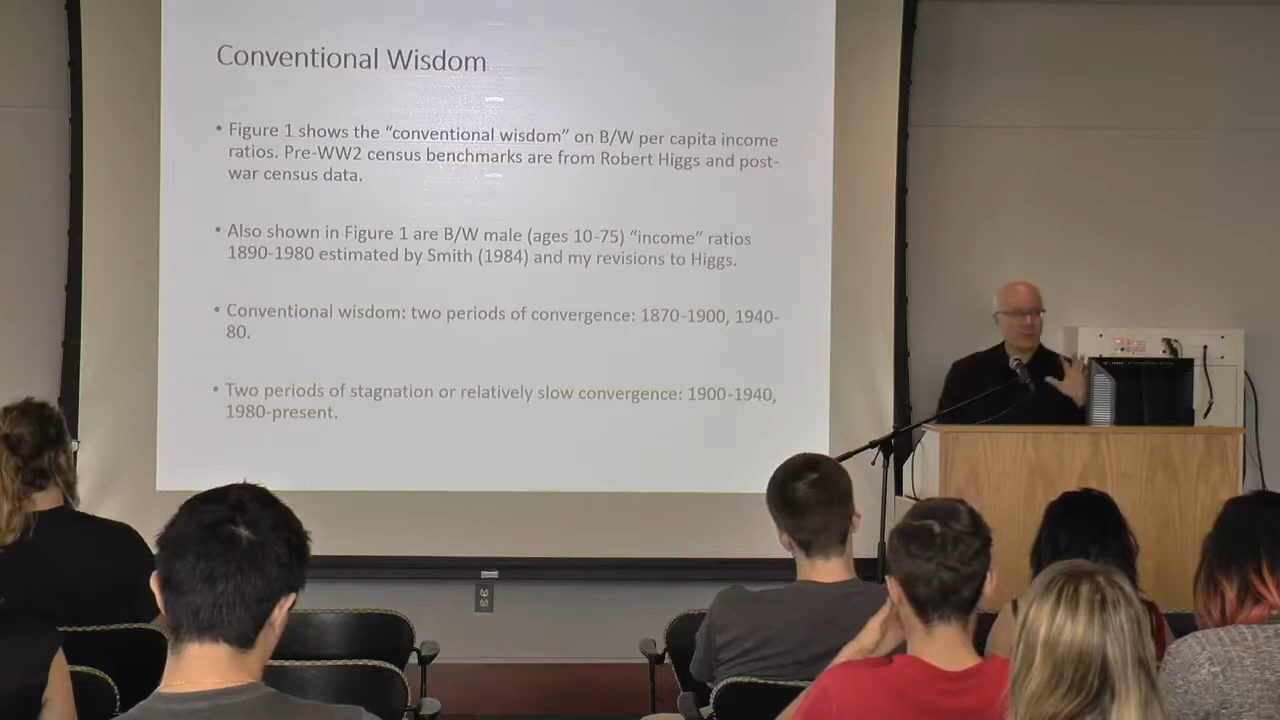 Conventional Wisdom
• Figure 1 shows the “conventional wisdom” on B/W per capita income
ratios. Pre-WW2 census benchmarks are from Robert Higgs and post-
war census data.
• Also shown in Figure 1 are B/W male (ages 10-75) “income” ratios
1890-1980 estimated by Smith (1984) and my revisions to Higgs.
• Conventional wisdom: two periods of convergence: 1870-1900, 1940-
80.
• Two periods of stagnation or relatively slow convergence: 1900-1940,
1980-present.